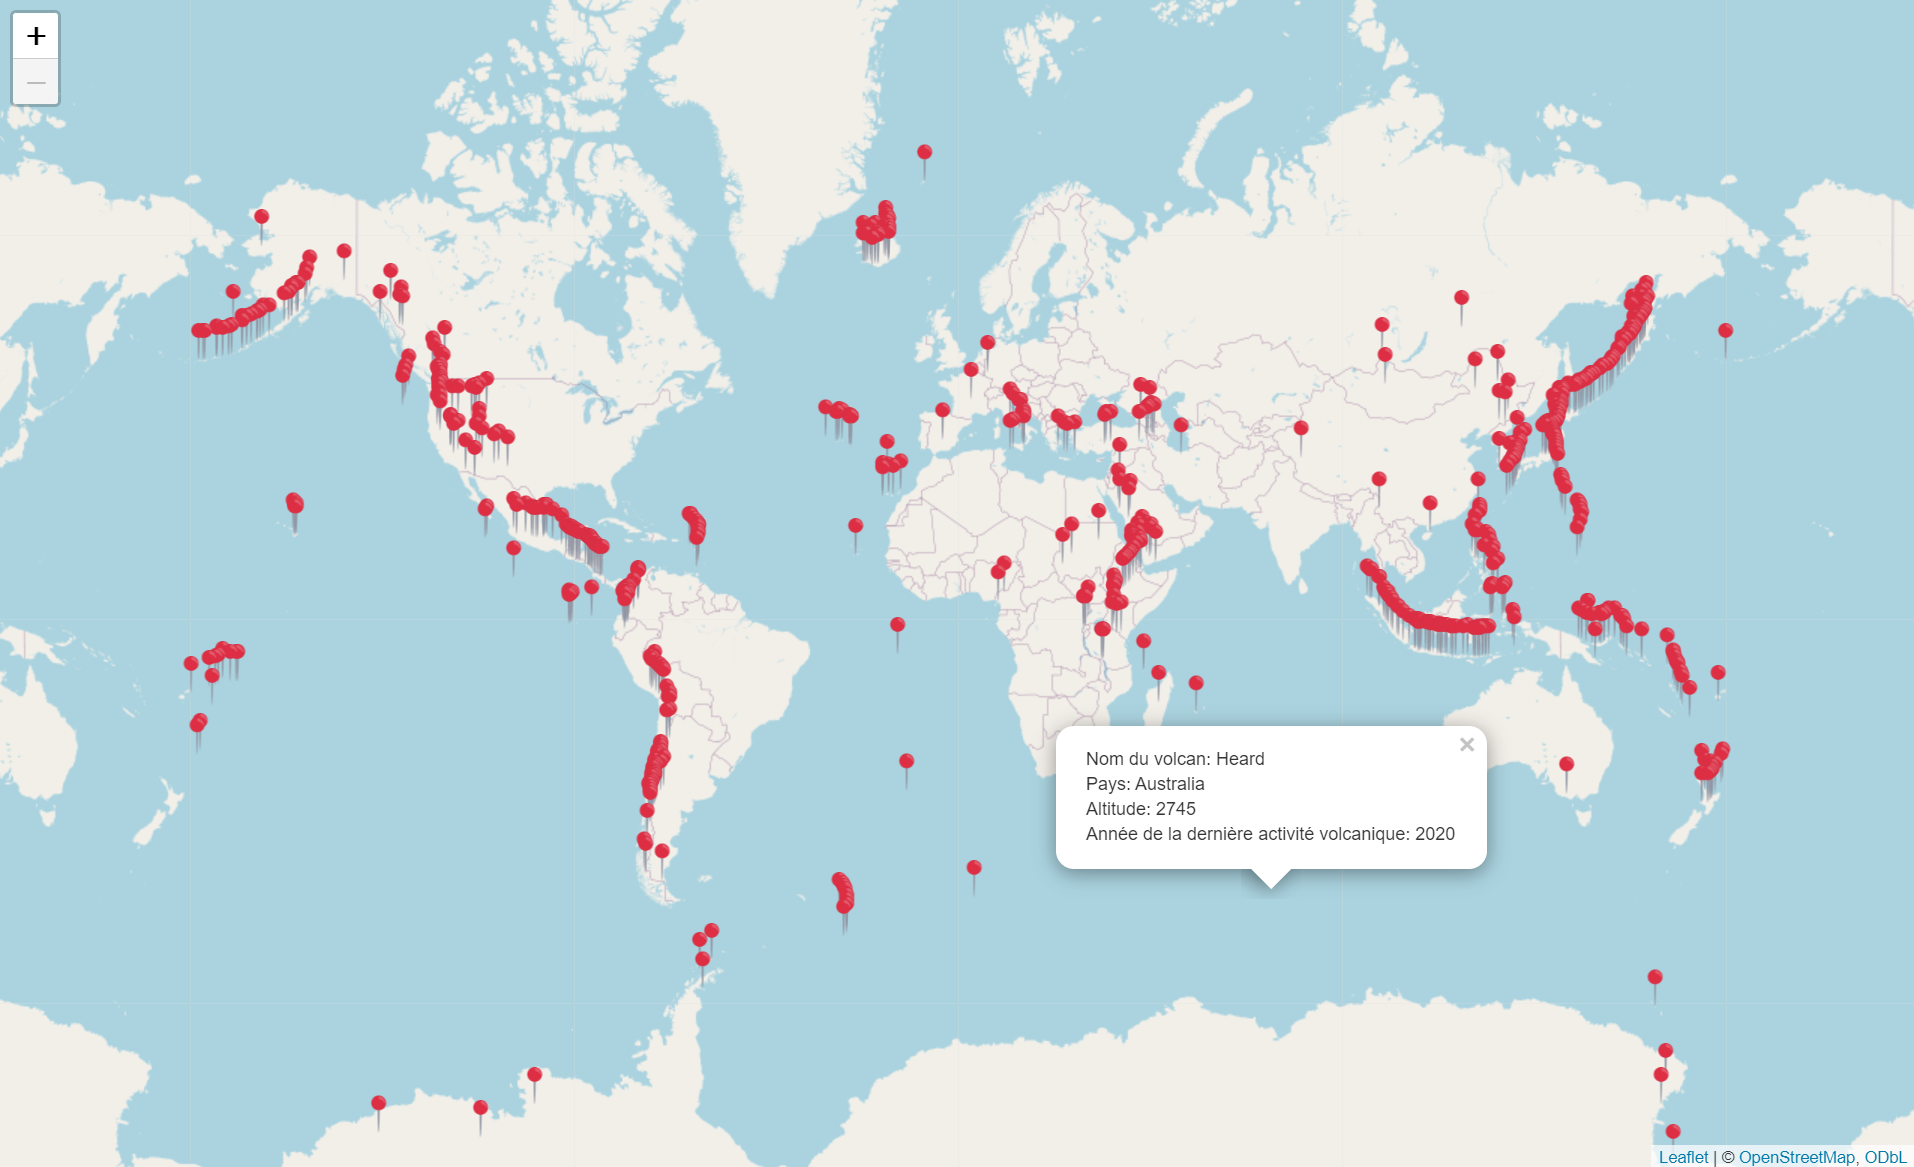 +
−
×
Nom du volcan: Heard
Pays: Australia
Altitude: 2745
Année de la dernière activité volcanique: 2020
Leaflet | © OpenStreetMap, ODbL